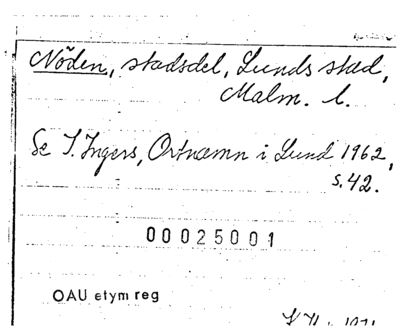 Nöden, stadsdel, Lunds stad,
Malm. l.
Se I. Ingers, Ortnamn i Lund 1962,
s. 42.
00025001
OAU etym reg